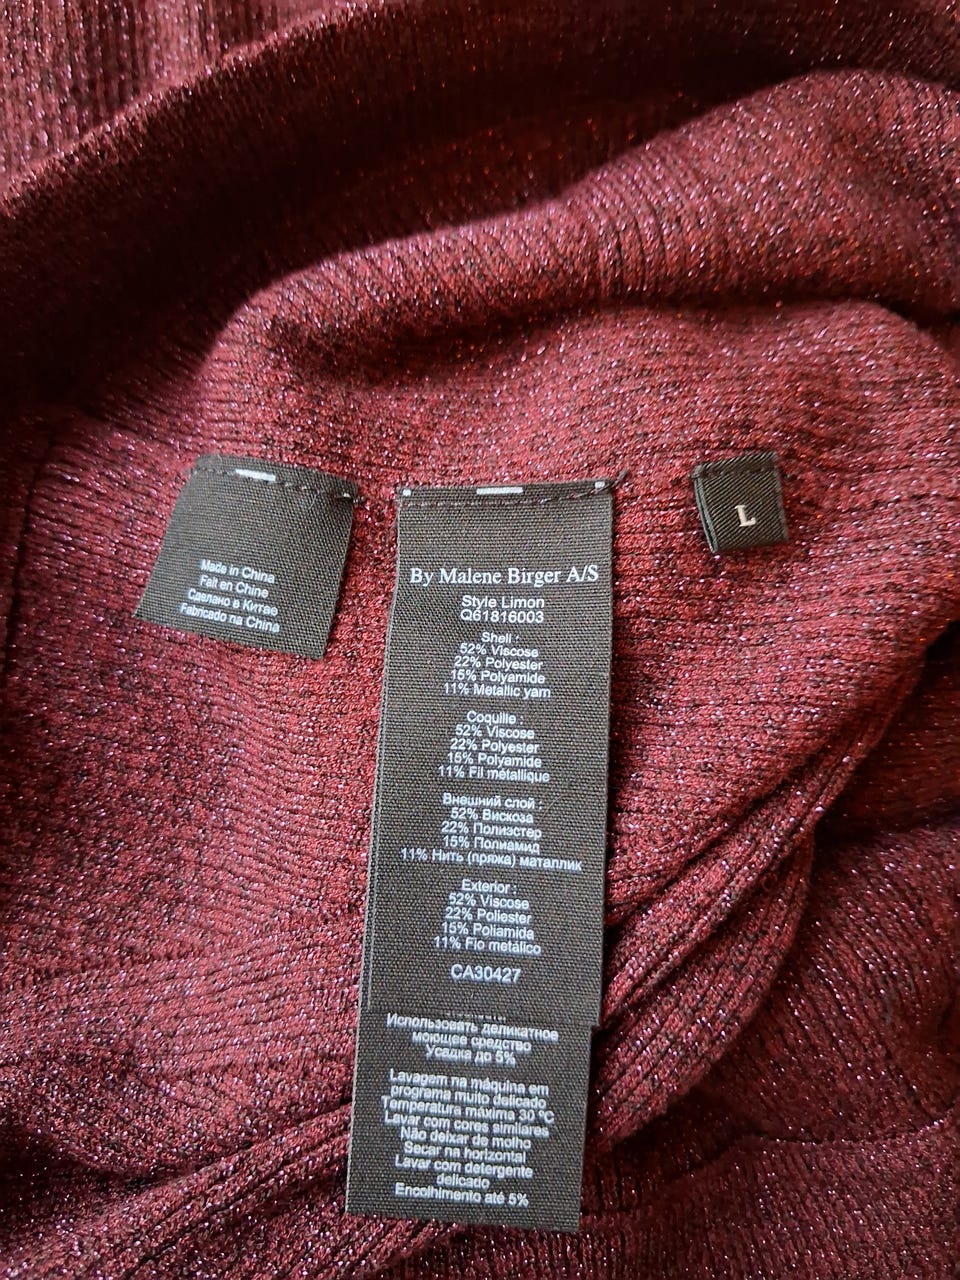 Made in China
Fait en Chine
Сделано в Китае
Fabricado na China
By Malene Birger A/S
Style Limon
Q61816003
Shell :
52% Viscose
22% Polyester
15% Polyamide
11% Metallic yarn
Coquille :
52% Viscose
22% Polyester
15% Polyamide
11% Fil métallique
Внешний слой :
52% Вискоза
22% Полиэстер
15% Полиамид
11% Нить (пряжа) маталлик
Exterior :
52% Viscose
22% Poliester
15% Poliamida
11% Fio metálico
CA30427
Использовать деликатное
моющее средство
Усадка до 5%
Lavagem na máquina em
programa muito delicado
Temperatura máxima 30 ºC
Lavar com cores similares
Não deixar de molho
Secar na horizontal
Lavar com detergente
delicado
Encolhimento até 5%
L